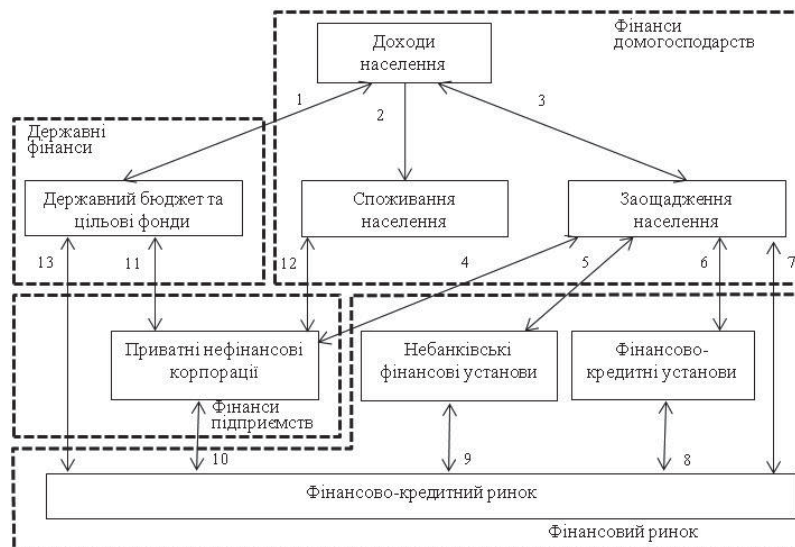 Доходи
населення
Фінанси
домогосподарств
1
2
3
Державні
фінанси
Державний бюджет та
цільові фонди
Споживання
населення
Заощадження
населення
13
11
12
4
5
6
7
Приватні нефінансові
корпорації
Небанківські
фінансові установи
Фінансово-
кредитні установи
Фінанси
підприємств
10
9
8
Фінансово-кредитний ринок
Фінансовий ринок